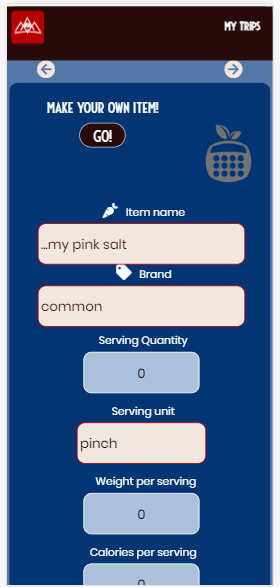 MY TRIPS
MAKE YOUR OWN ITEM!
GO!
Item name
...my pink salt
Brand
common
Serving Quantity
0
Serving unit
pinch
Weight per serving
0
Calories per serving
0